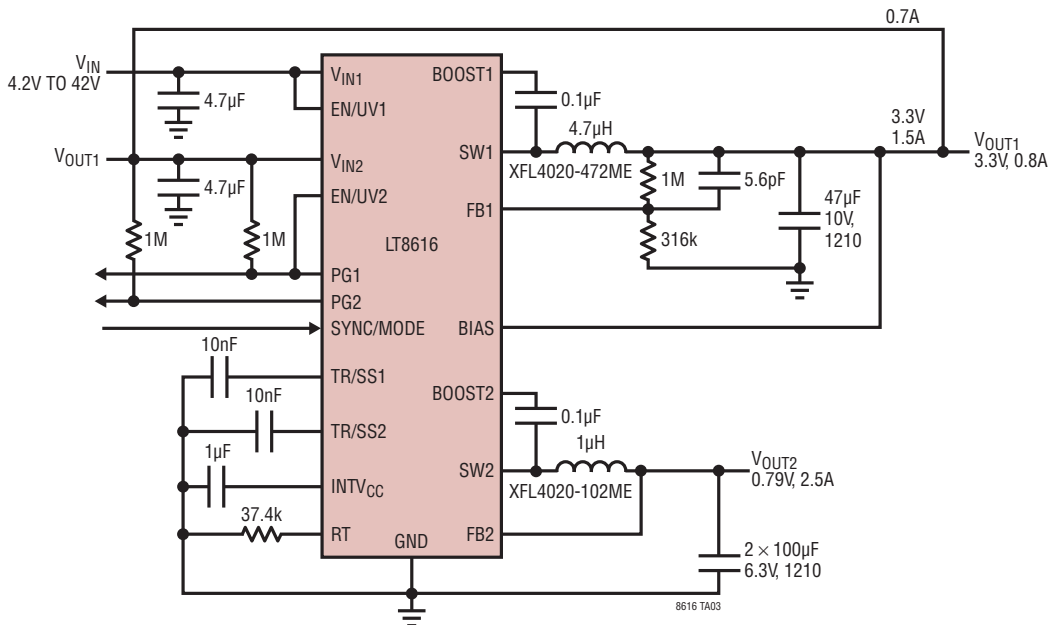 0.7A
VIN
4.2V TO 42V
4.7µF
VIN1
EN/UV1
BOOST1
0.1µF
4.7µH
SW1
XFL4020-472ME
3.3V
1.5A
VOUT1
3.3V, 0.8A
VOUT1
4.7µF
VIN2
EN/UV2
1M
5.6pF
47µF
10V,
1210
FB1
316k
LT8616
1M
1M
PG1
PG2
SYNC/MODE
BIAS
10nF
TR/SS1
10nF
TR/SS2
BOOST2
0.1µF
1µH
1µF
INTVCC
SW2
XFL4020-102ME
VOUT2
0.79V, 2.5A
37.4k
RT
GND
FB2
2 × 100µF
6.3V, 1210
8616 TA03